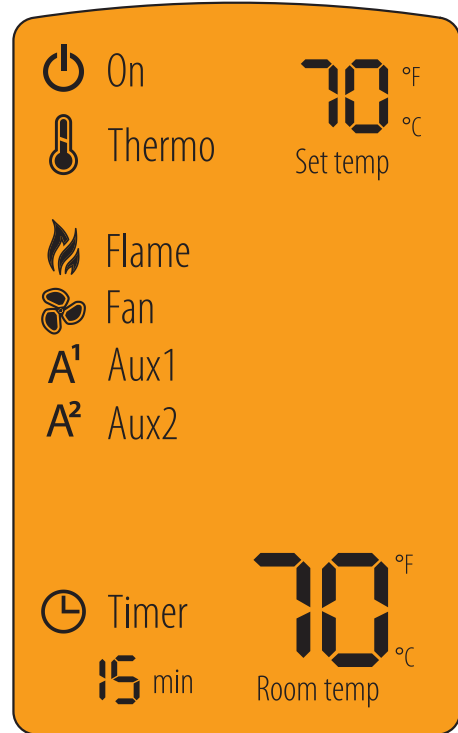 On
70 °F
°C
Thermo
Set temp
Flame
Fan
A¹ Aux1
A² Aux2
Timer
70 °F
°C
15 min
Room temp